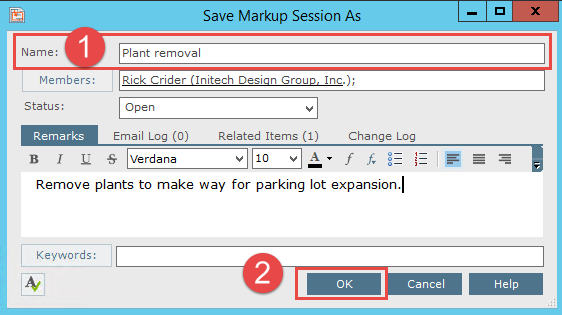 Save Markup Session As
Name: 1 Plant removal
Members: Rick Crider (Initech Design Group, Inc.);
Status: Open
Remarks Email Log (0) Related Items (1) Change Log
B I U S Verdana 10 A f f
Remove plants to make way for parking lot expansion.
Keywords:
2
A OK Cancel Help